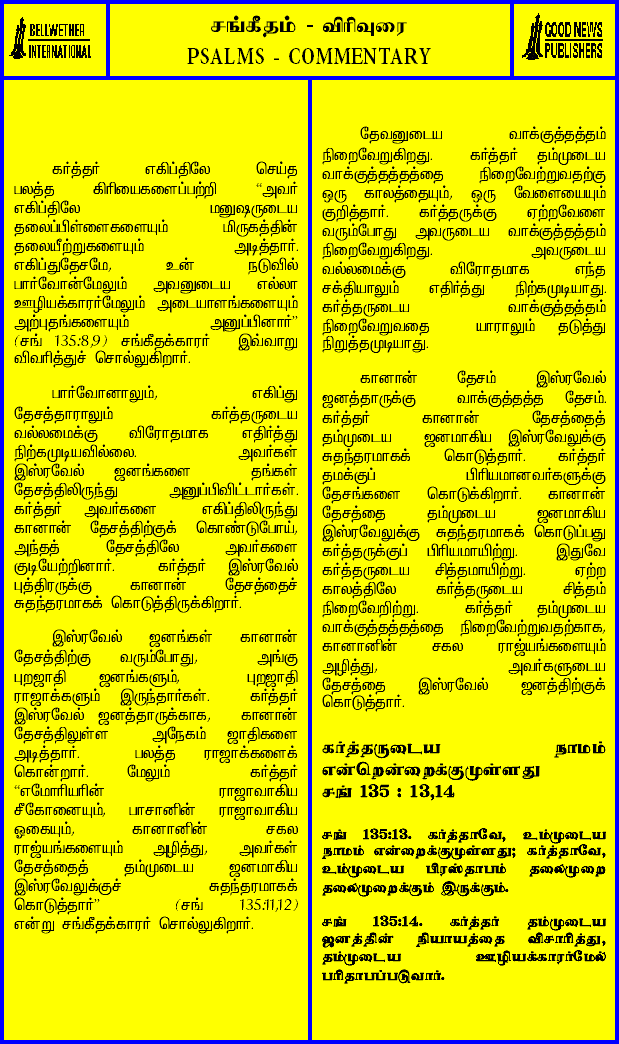 BELLWETHER
INTERNATIONAL
சங்கீதம் - விரிவுரை
PSALMS - COMMENTARY
GOOD NEWS
PUBLISHERS
கர்த்தர் எகிப்திலே செய்த
பலத்த கிரியைகளைப்பற்றி “அவர்
எகிப்திலே மனுஷருடைய
தலைப்பிள்ளைகளையும் மிருகத்தின்
தலையீற்றுகளையும் அடித்தார்.
எகிப்துதேசமே, உன் நடுவில்
பார்வோன்மேலும் அவனுடைய எல்லா
ஊழியக்காரர்மேலும் அடையாளங்களையும்
அற்புதங்களையும் அனுப்பினார்”
(சங் 135:8,9) சங்கீதக்காரர் இவ்வாறு
விவரித்துச் சொல்லுகிறார்.
பார்வோனாலும், எகிப்து
தேசத்தாராலும் கர்த்தருடைய
வல்லமைக்கு விரோதமாக எதிர்த்து
நிற்கமுடியவில்லை. அவர்கள்
இஸ்ரவேல் ஜனங்களை தங்கள்
தேசத்திலிருந்து அனுப்பிவிட்டார்கள்.
கர்த்தர் அவர்களை எகிப்திலிருந்து
கானான் தேசத்திற்குக் கொண்டுபோய்,
அந்தத் தேசத்திலே அவர்களை
குடியேற்றினார். கர்த்தர் இஸ்ரவேல்
புத்திரருக்கு கானான் தேசத்தைச்
சுதந்தரமாகக் கொடுத்திருக்கிறார்.
இஸ்ரவேல் ஜனங்கள் கானான்
தேசத்திற்கு வரும்போது, அங்கு
புறஜாதி ஜனங்களும், புறஜாதி
ராஜாக்களும் இருந்தார்கள். கர்த்தர்
இஸ்ரவேல் ஜனத்தாருக்காக, கானான்
தேசத்திலுள்ள அநேகம் ஜாதிகளை
அடித்தார். பலத்த ராஜாக்களைக்
கொன்றார். மேலும் கர்த்தர்
“எமோரியரின் ராஜாவாகிய
சீகோனையும், பாசானின் ராஜாவாகிய
ஓகையும், கானானின் சகல
ராஜ்யங்களையும் அழித்து, அவர்கள்
தேசத்தைத் தம்முடைய ஜனமாகிய
இஸ்ரவேலுக்குச் சுதந்தரமாகக்
கொடுத்தார்” (சங் 135:11,12)
என்று சங்கீதக்காரர் சொல்லுகிறார்.
தேவனுடைய வாக்குத்தத்தம்
நிறைவேறுகிறது. கர்த்தர் தம்முடைய
வாக்குத்தத்தத்தை நிறைவேற்றுவதற்கு
ஒரு காலத்தையும், ஒரு வேளையையும்
குறித்தார். கர்த்தருக்கு ஏற்றவேளை
வரும்போது அவருடைய வாக்குத்தத்தம்
நிறைவேறுகிறது. அவருடைய
வல்லமைக்கு விரோதமாக எந்த
சக்தியாலும் எதிர்த்து நிற்கமுடியாது.
கர்த்தருடைய வாக்குத்தத்தம்
நிறைவேறுவதை யாராலும் தடுத்து
நிறுத்தமுடியாது.
கானான் தேசம் இஸ்ரவேல்
ஜனத்தாருக்கு வாக்குத்தத்த தேசம்.
கர்த்தர் கானான் தேசத்தைத்
தம்முடைய ஜனமாகிய இஸ்ரவேலுக்கு
சுதந்தரமாகக் கொடுத்தார். கர்த்தர்
தமக்குப் பிரியமானவர்களுக்கு
தேசங்களை கொடுக்கிறார். கானான்
தேசத்தை தம்முடைய ஜனமாகிய
இஸ்ரவேலுக்கு சுதந்தரமாகக் கொடுப்பது
கர்த்தருக்குப் பிரியமாயிற்று. இதுவே
கர்த்தருடைய சித்தமாயிற்று. ஏற்ற
காலத்திலே கர்த்தருடைய சித்தம்
நிறைவேறிற்று. கர்த்தர் தம்முடைய
வாக்குத்தத்தத்தை நிறைவேற்றுவதற்காக,
கானானின் சகல ராஜ்யங்களையும்
அழித்து, அவர்களுடைய
தேசத்தை இஸ்ரவேல் ஜனத்திற்குக்
கொடுத்தார்.
கர்த்தருடைய நாமம்
என்றென்றைக்குமுள்ளது
சங் 135 : 13,14
சங் 135:13. கர்த்தாவே, உம்முடைய
நாமம் என்றைக்குமுள்ளது; கர்த்தாவே,
உம்முடைய பிரஸ்தாபம் தலைமுறை
தலைமுறைக்கும் இருக்கும்.
சங் 135:14. கர்த்தர் தம்முடைய
ஜனத்தின் நியாயத்தை விசாரித்து,
தம்முடைய ஊழியக்காரர்மேல்
பரிதாபப்படுவார்.